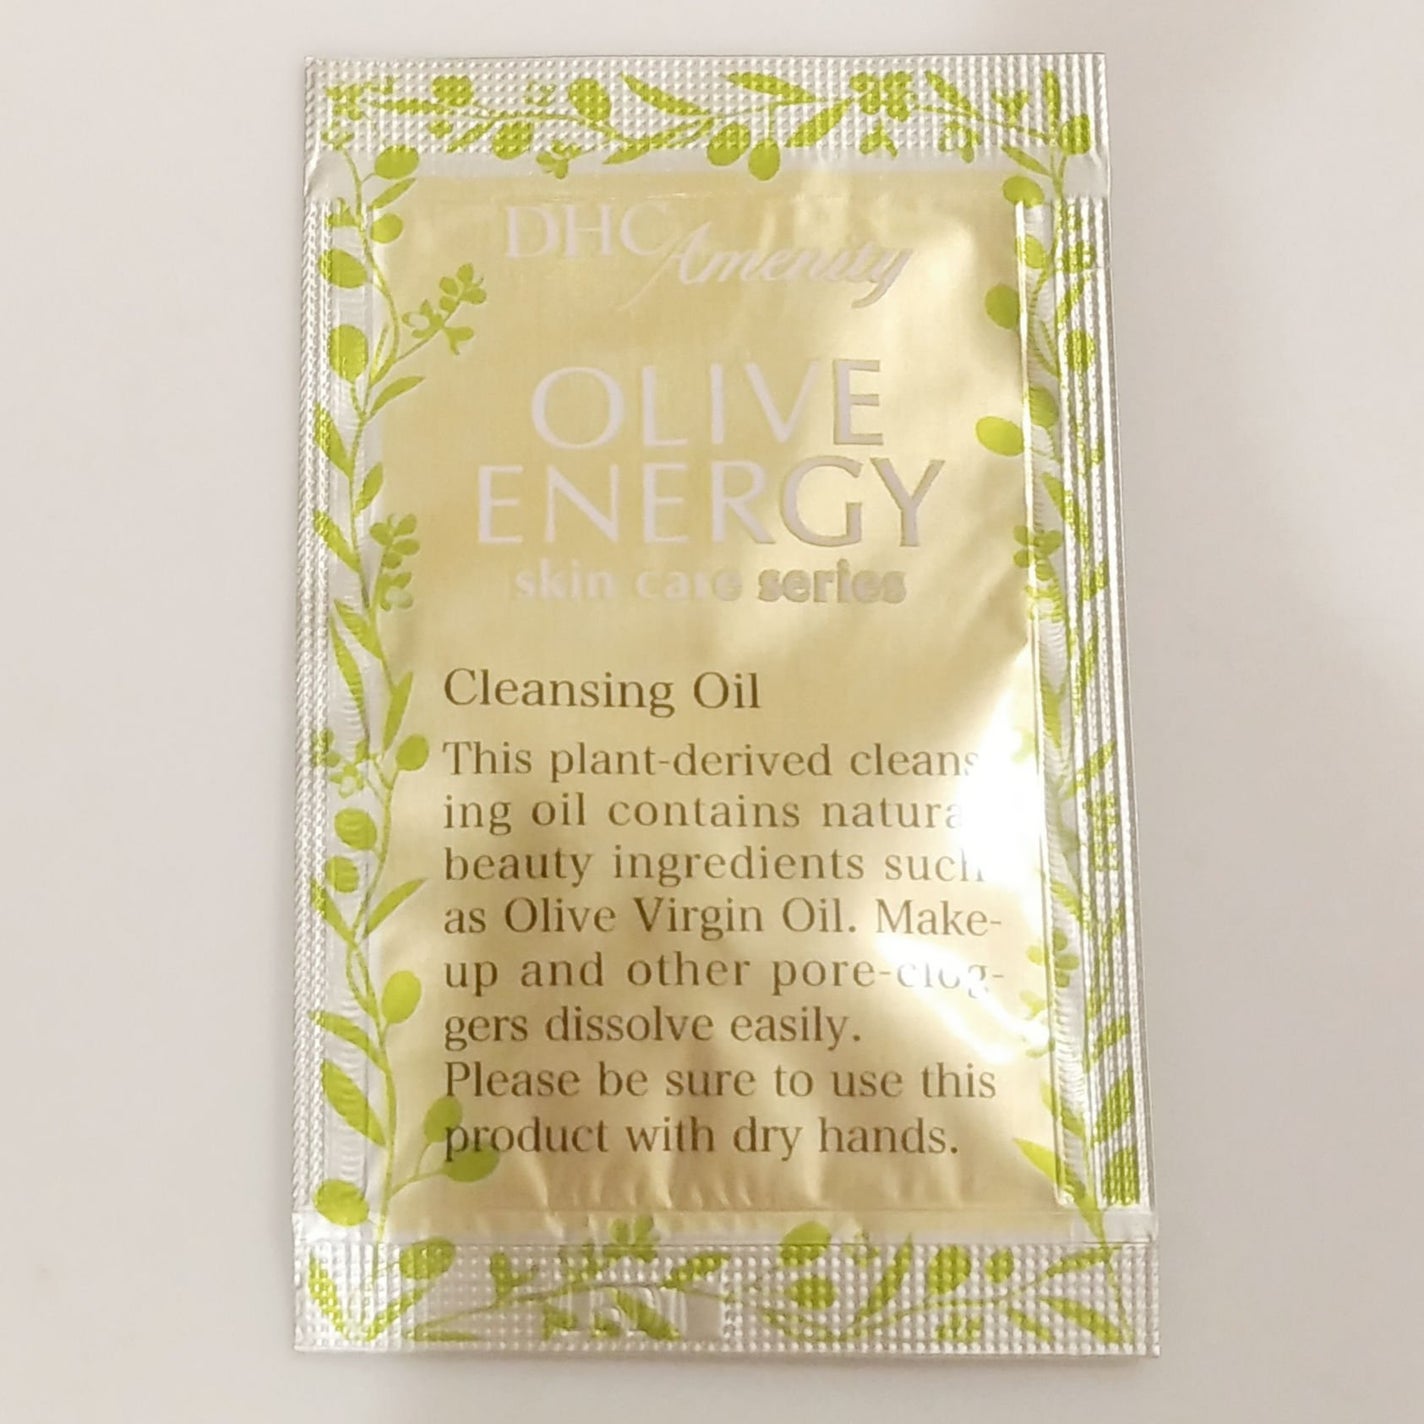 DHC Amenity
OLIVE
ENERGY
skin care series
Cleansing Oil
This plant-derived cleans-
ing oil contains natural
beauty ingredients such
as Olive Virgin Oil. Make-
up and other pore-clog-
gers dissolve easily.
Please be sure to use this
product with dry hands.